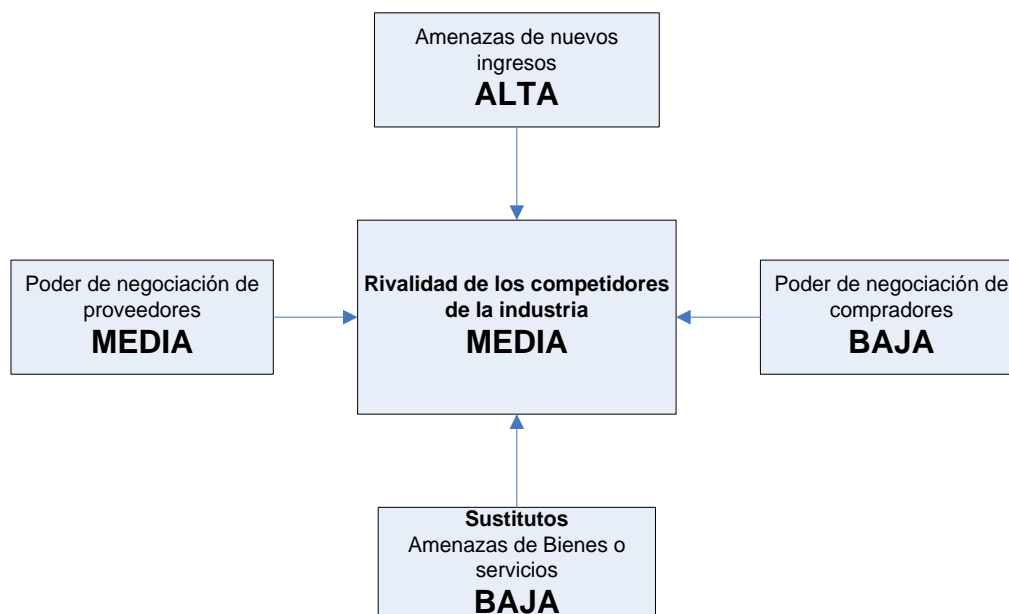 Amenazas de nuevos
ingresos
ALTA
Poder de negociación de
proveedores
MEDIA
Rivalidad de los competidores
de la industria
MEDIA
Poder de negociación de
compradores
BAJA
Sustitutos
Amenazas de Bienes o
servicios
BAJA